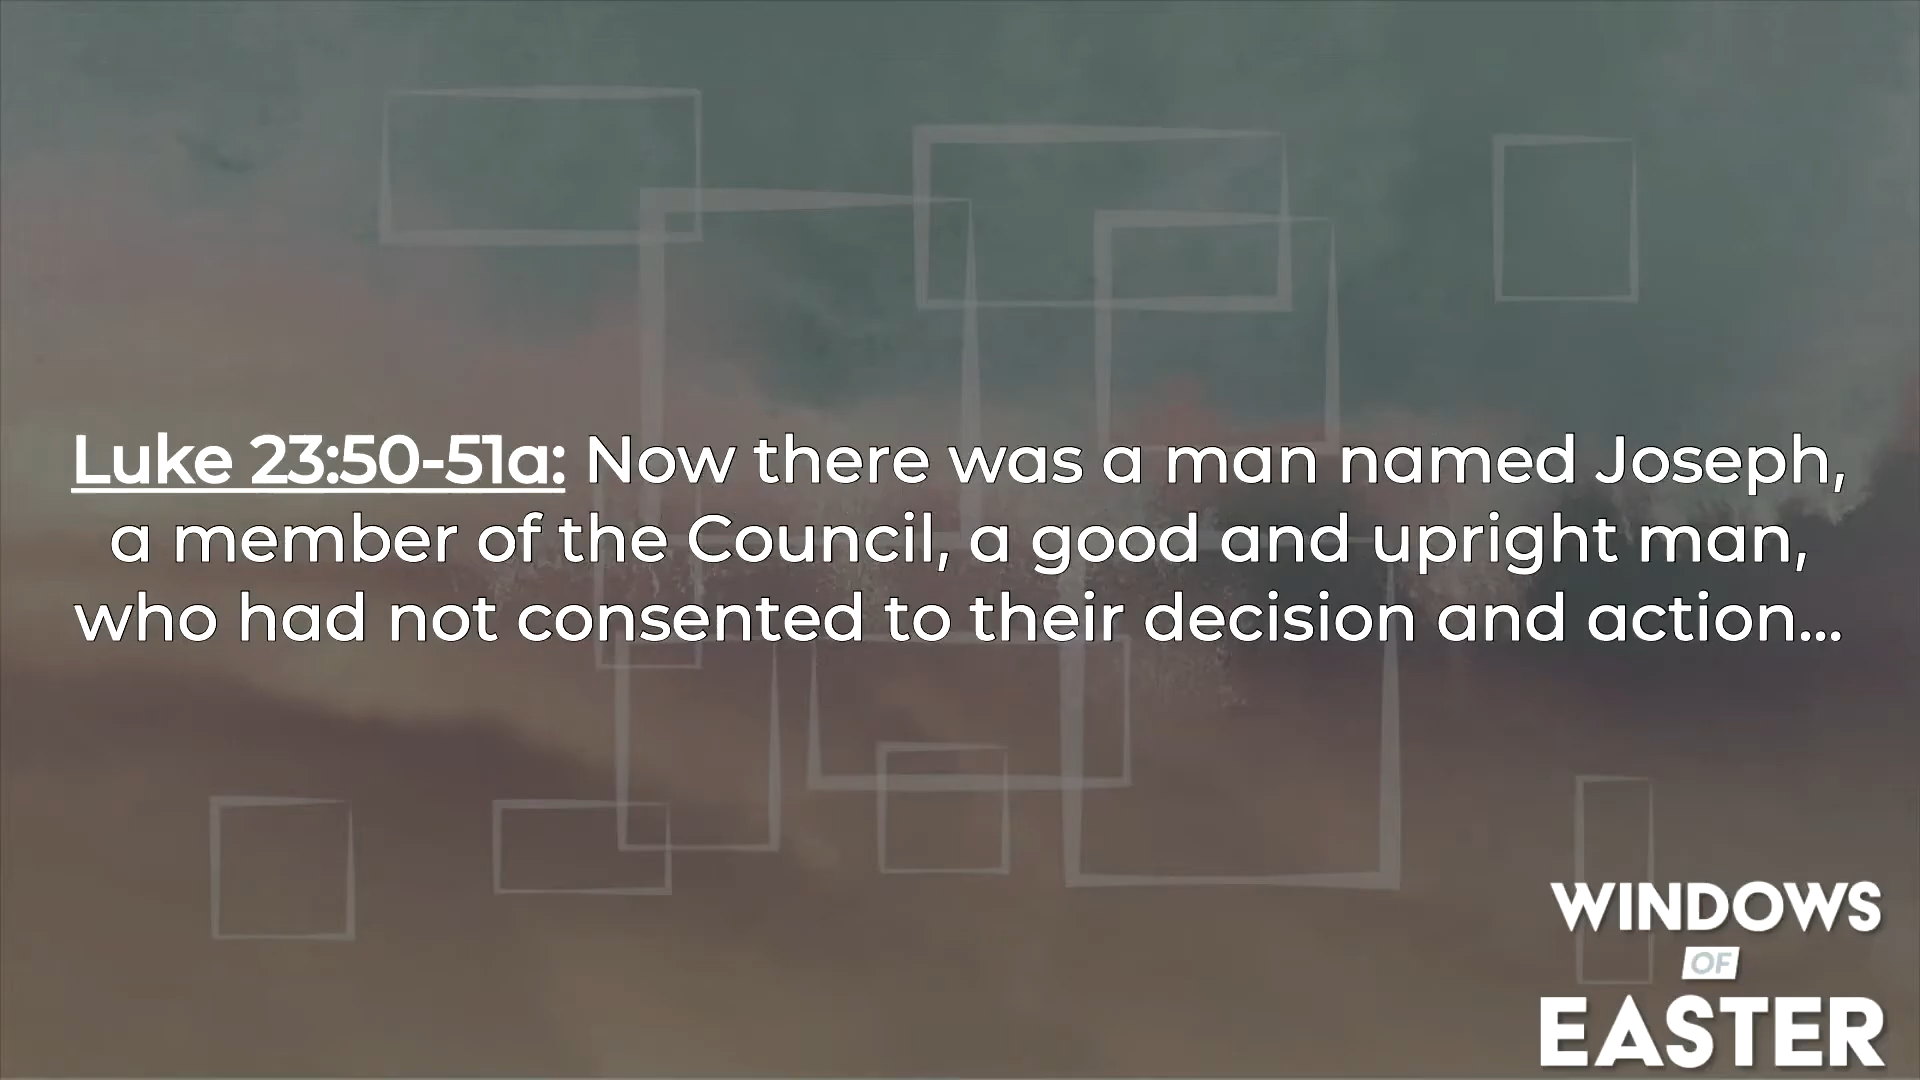 Luke 23:50-51a: Now there was a man named Joseph,
a member of the Council, a good and upright man,
who had not consented to their decision and action...
WINDOWS
OF
EASTER